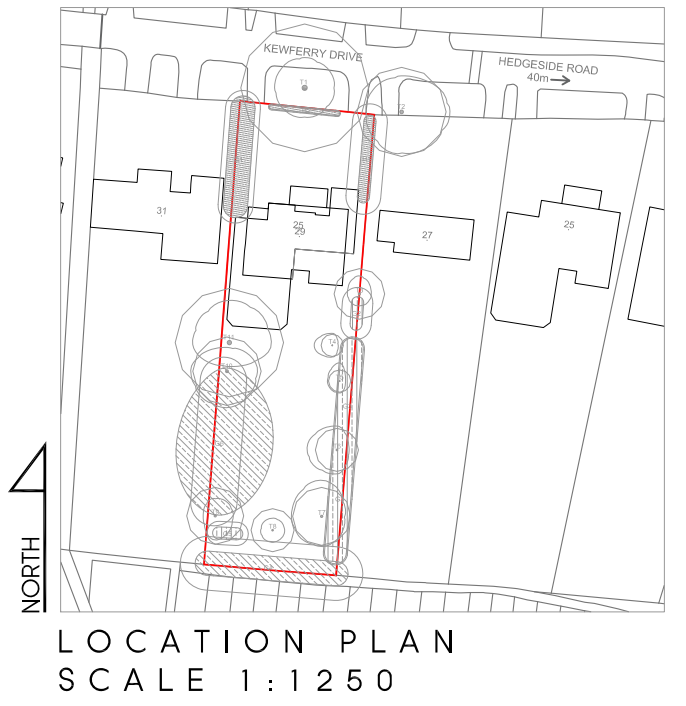 KEWFERRY DRIVE
HEDGESIDE ROAD
40m
T1
T2
31
25
29
27
25
T8
T7
NORTH
LOCATION PLAN
SCALE 1:1250